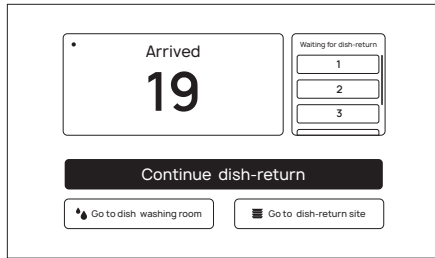 Arrived
19
Waiting for dish-return
1
2
3
Continue dish-return
Go to dish washing room
Go to dish-return site